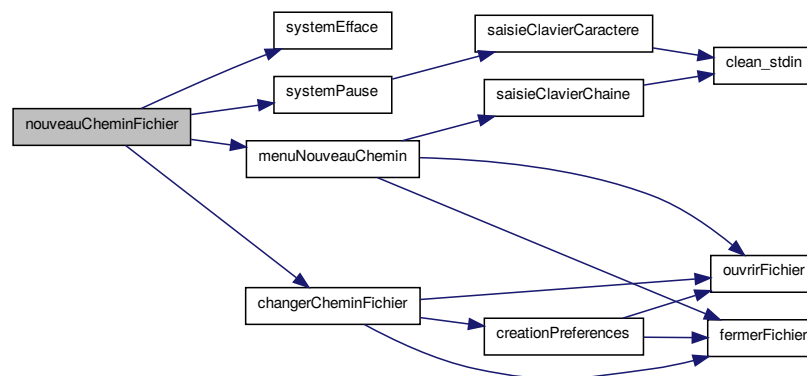 systemEfface
saisieClavierCaractere
clean_stdin
systemPause
saisieClavierChaine
nouveauCheminFichier
menuNouveauChemin
ouvrirFichier
changerCheminFichier
creationPreferences
fermerFichier